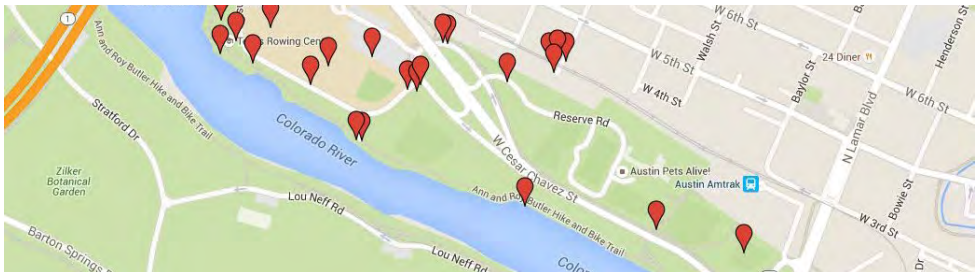 1
W 6th St
Ann and Roy Butler Hike and Bike Trail
Rowing Cen
W 5th St
Walsh St
24 Diner
Henderson St
Baylor St
W 4th St
W 6th St
Stratford Dr
Reserve Rd
N Lamar Blvd
Colorado River
W Cesar Chavez St
Zilker
Botanical
Garden
Austin Pets Alive!
Austin Amtrak
Bowie St
Lou Neff Rd
Ann and Roy Butler Hike and Bike Trail
W 3rd St
Barton Springs
Lou Neff Rd
Colo
Dr